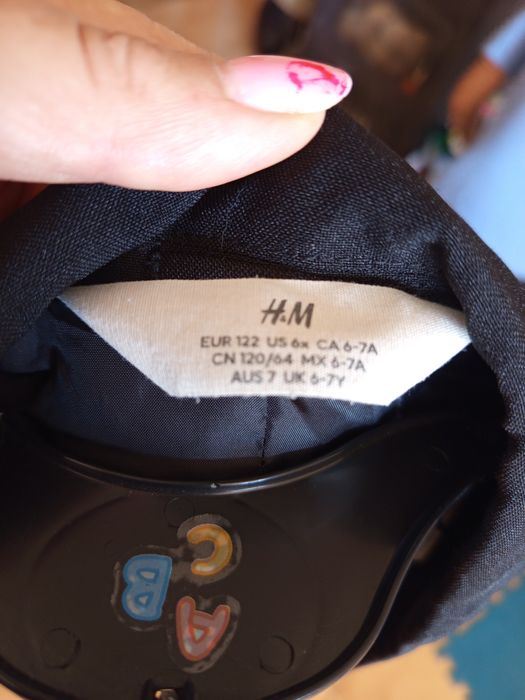 H&M
EUR 122 US 6x CA 6-7A
CN 120/64 MX 6-7A
AUS 7 UK 6-7Y
C
B
A